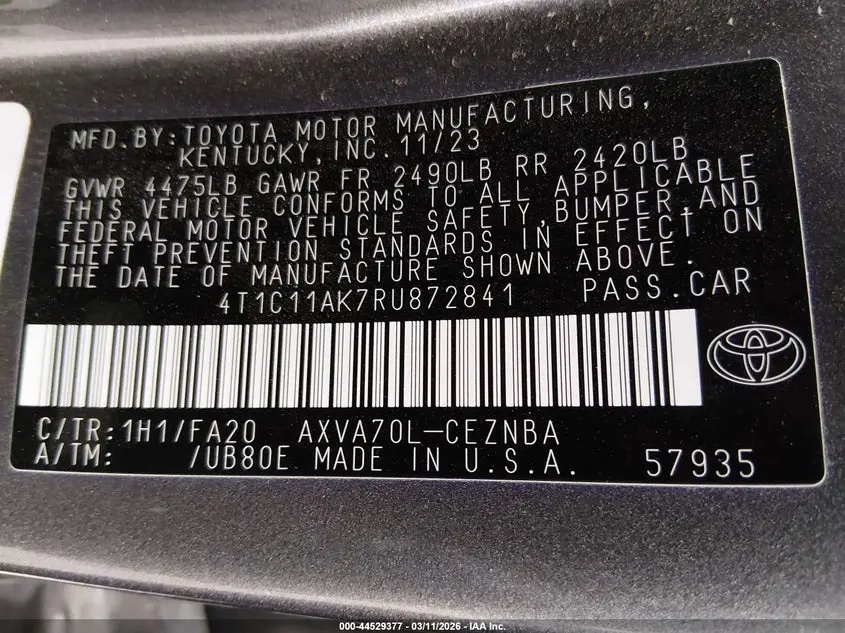 MFD.BY:TOYOTA MOTOR MANUFACTURING,
KENTUCKY,INC.11/23
GVWR 4475LB GAWR FR 2490LB RR 2420LB
THIS VEHICLE CONFORMS TO ALL APPLICABLE
FEDERAL MOTOR VEHICLE SAFETY,BUMPER,AND
THEFT PREVENTION STANDARDS IN EFFECT ON
THE DATE OF MANUFACTURE SHOWN ABOVE.
4T1C11AK7RU872841 PASS.CAR
C/TR:1H1/FA20 AXVA70L-CEZNBA
A/TM: /UB80E MADE IN U.S.A. 57935
000-44529377 - 03/11/2026 - IAA Inc.